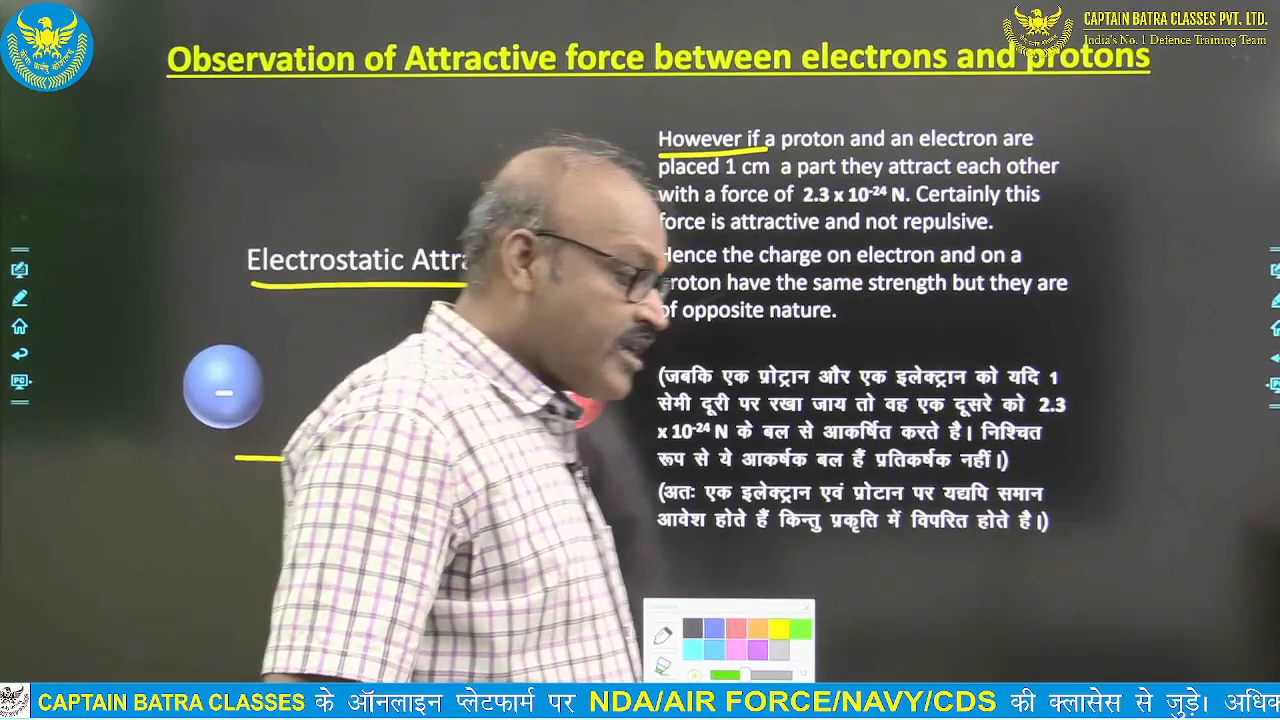 CAPTAIN BATRA CLASSES PVT. LTD.
India's No. 1 Defence Training Team
Observation of Attractive force between electrons and protons
However if a proton and an electron are
placed 1 cm a part they attract each other
with a force of 2.3 x 10⁻²⁴ N. Certainly this
force is attractive and not repulsive.
Hence the charge on electron and on a
proton have the same strength but they are
of opposite nature.
Electrostatic Attra
-
(जबकि एक प्रोट्रान और एक इलेक्ट्रान को यदि 1
सेमी दूरी पर रखा जाय तो वह एक दूसरे को 2.3
x 10⁻²⁴ N के बल से आकर्षित करते है। निश्चित
रूप से ये आकर्षक बल हैं प्रतिकर्षक नहीं।)
(अतः एक इलेक्ट्रान एवं प्रोटान पर यद्यपि समान
आवेश होते हैं किन्तु प्रकृति में विपरित होते है।)
CAPTAIN BATRA CLASSES के ऑनलाइन प्लेटफार्म पर NDA/AIR FORCE/NAVY/CDS की क्लासेस से जुड़े। अधिक